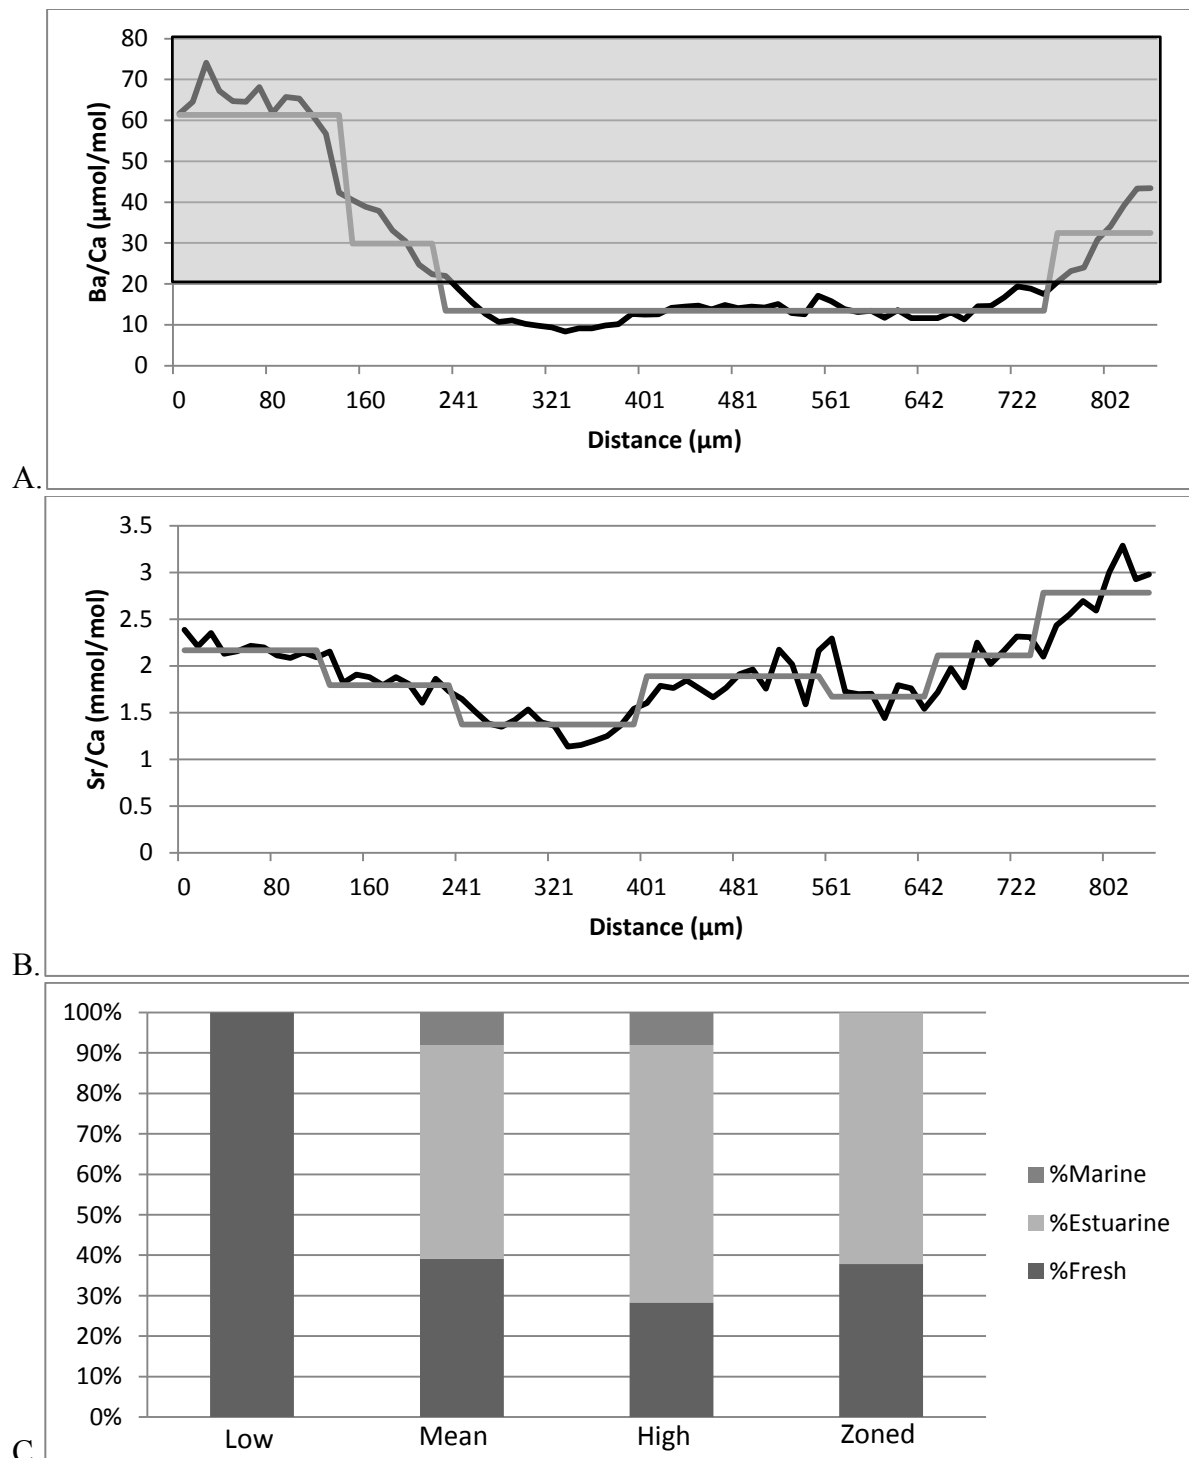 80
70
60
50
40
30
20
10
0
Ba/Ca (µmol/mol)
0 80 160 241 321 401 481 561 642 722 802
Distance (µm)
A.
3.5
3
2.5
2
1.5
1
0.5
0
Sr/Ca (mmol/mol)
0 80 160 241 321 401 481 561 642 722 802
Distance (µm)
B.
100%
90%
80%
70%
60%
50%
40%
30%
20%
10%
0%
%Marine
%Estuarine
%Fresh
Low Mean High Zoned
C